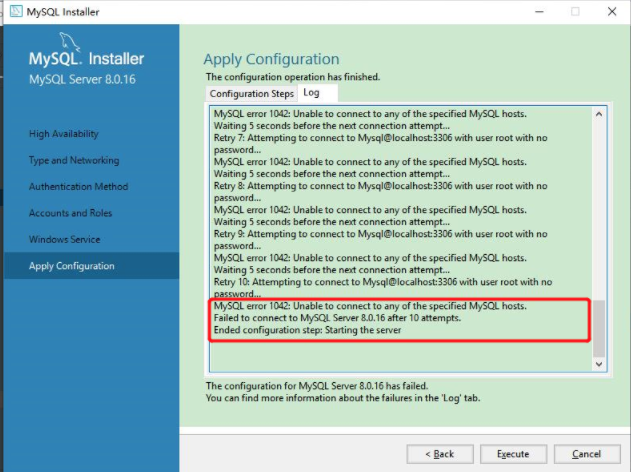 MySQL Installer
MySQL. Installer
MySQL Server 8.0.16
High Availability
Type and Networking
Authentication Method
Accounts and Roles
Windows Service
Apply Configuration
Apply Configuration
The configuration operation has finished.
Configuration Steps Log
MySQL error 1042: Unable to connect to any of the specified MySQL hosts.
Waiting 5 seconds before the next connection attempt...
Retry 7: Attempting to connect to Mysql@localhost:3306 with user root with no
password...
MySQL error 1042: Unable to connect to any of the specified MySQL hosts.
Waiting 5 seconds before the next connection attempt...
Retry 8: Attempting to connect to Mysql@localhost:3306 with user root with no
password...
MySQL error 1042: Unable to connect to any of the specified MySQL hosts.
Waiting 5 seconds before the next connection attempt...
Retry 9: Attempting to connect to Mysql@localhost:3306 with user root with no
password...
MySQL error 1042: Unable to connect to any of the specified MySQL hosts.
Waiting 5 seconds before the next connection attempt...
Retry 10: Attempting to connect to Mysql@localhost:3306 with user root with no
password...
MySQL error 1042: Unable to connect to any of the specified MySQL hosts.
Failed to connect to MySQL Server 8.0.16 after 10 attempts.
Ended configuration step: Starting the server
The configuration for MySQL Server 8.0.16 has failed.
You can find more information about the failures in the 'Log' tab.
< Back Execute Cancel